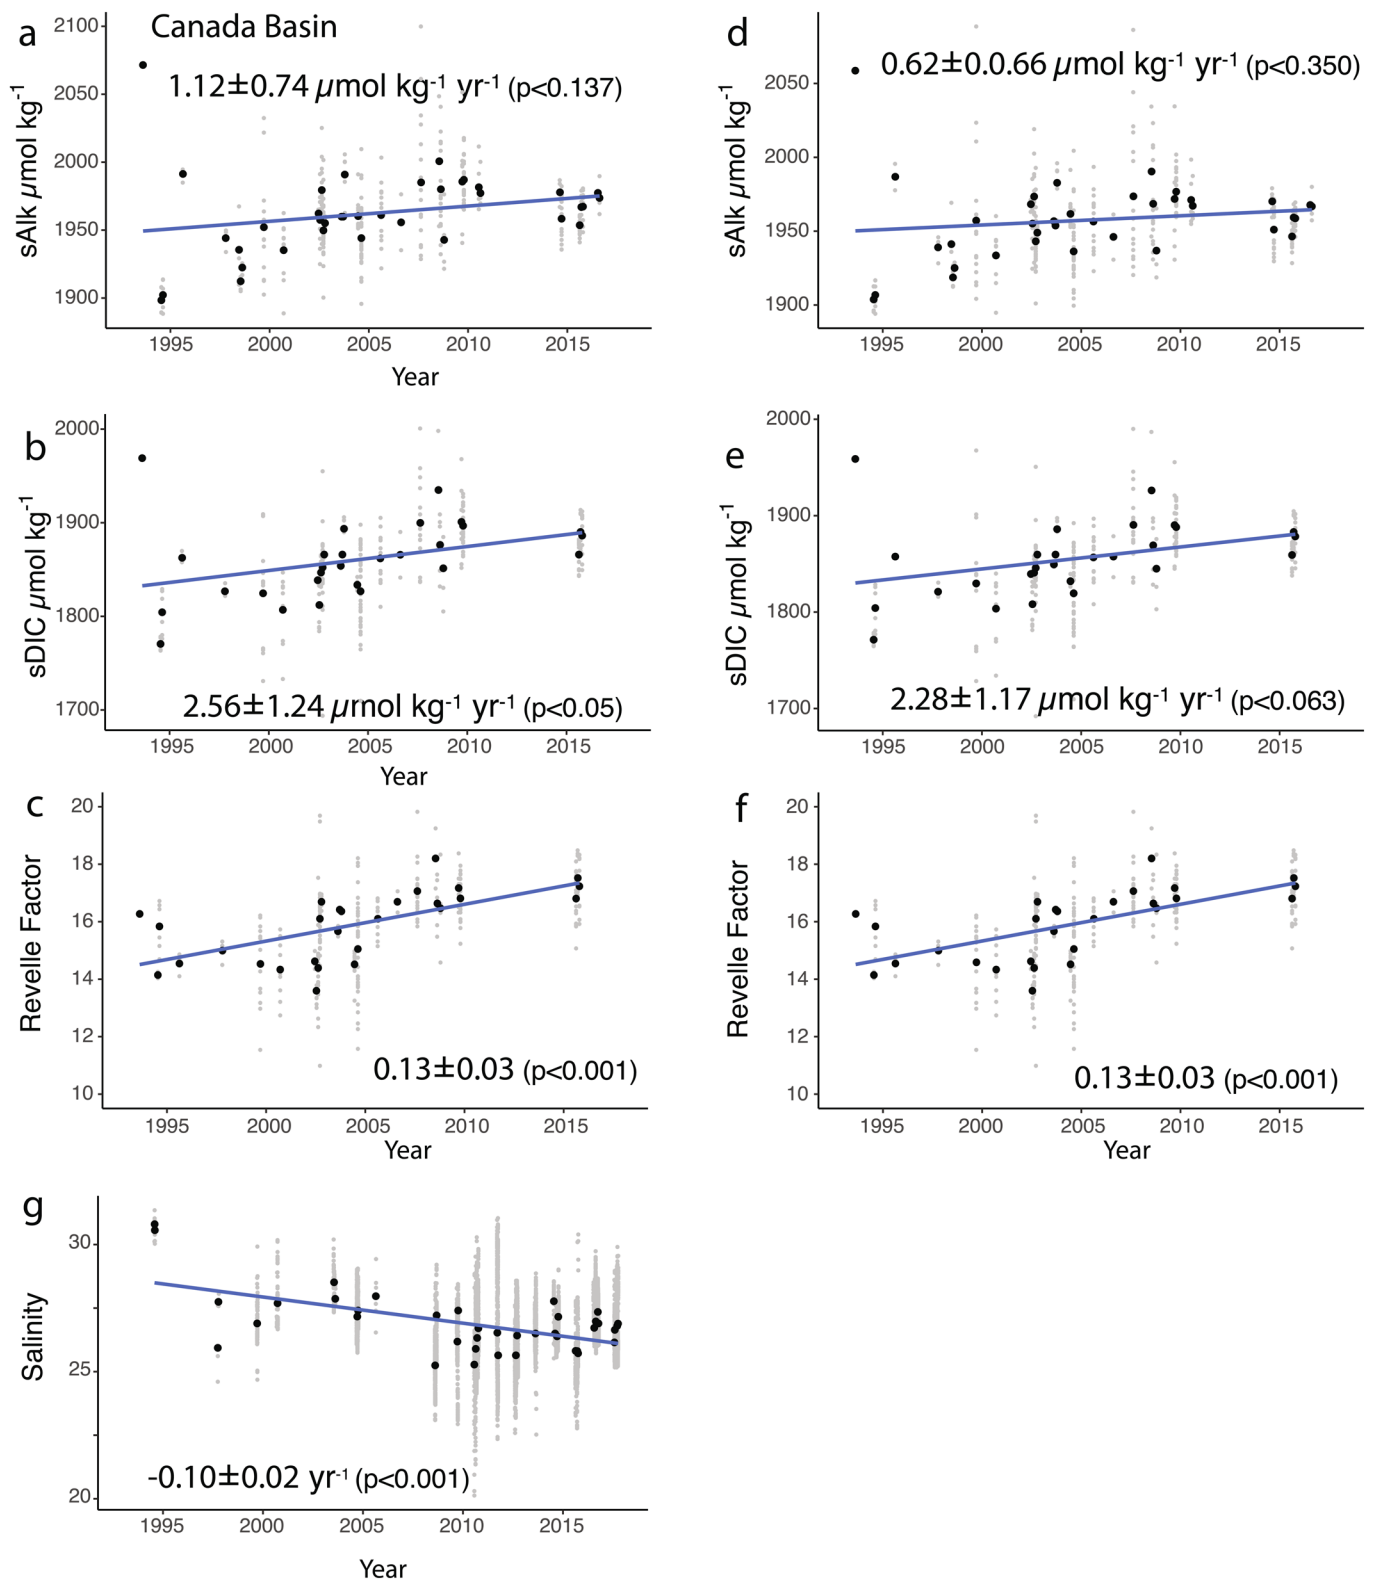 a
Canada Basin
1.12±0.74 µmol kg-1 yr-1 (p<0.137)
sAlk µmol kg-1
2100
2050
2000
1950
1900
1995 2000 2005 2010 2015
Year
d
0.62±0.0.66 µmol kg-1 yr-1 (p<0.350)
sAlk µmol kg-1
2050
2000
1950
1900
1995 2000 2005 2010 2015
b
sDIC µmol kg-1
2000
1900
1800
1700
2.56±1.24 µmol kg-1 yr-1 (p<0.05)
1995 2000 2005 2010 2015
Year
e
sDIC µmol kg-1
2000
1900
1800
1700
2.28±1.17 µmol kg-1 yr-1 (p<0.063)
1995 2000 2005 2010 2015
c
Revelle Factor
20
18
16
14
12
10
0.13±0.03 (p<0.001)
1995 2000 2005 2010 2015
Year
f
Revelle Factor
20
18
16
14
12
10
0.13±0.03 (p<0.001)
1995 2000 2005 2010 2015
Year
g
Salinity
30
25
20
-0.10±0.02 yr-1 (p<0.001)
1995 2000 2005 2010 2015
Year